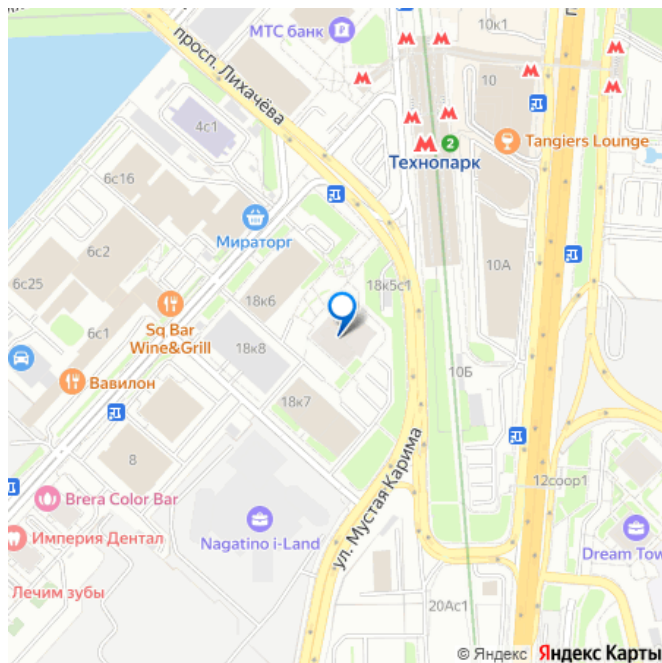 МТС банк
10к1
просп. Лихачёва
10
4с1
2
Технопарк
Tangiers Lounge
6с16
Мираторг
6с2
10А
6с25
18к6
18к5с1
6с1
Sq Bar
Wine&Grill
18к8
Вавилон
10Б
18к7
8
ул. Мустая Карима
12соор1
Brera Color Bar
Империя Дентал
Nagatino i-Land
Dream Tow
Лечим зубы
20Ас1
© Яндекс Яндекс Карты